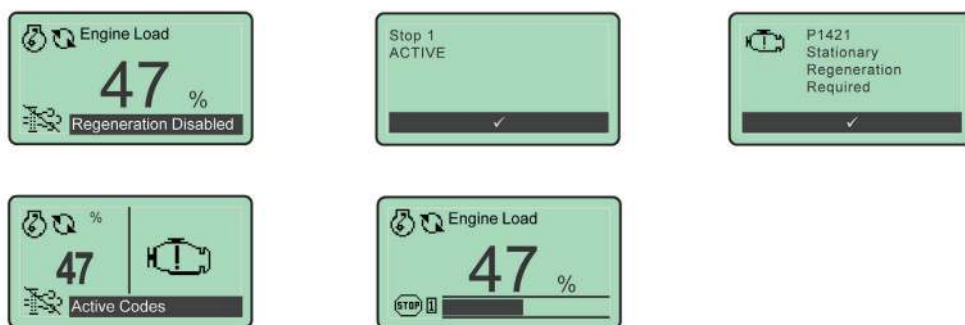 Engine Load
47 %
Regeneration Disabled
Stop 1
ACTIVE
P1421
Stationary
Regeneration
Required
%
47
Active Codes
Engine Load
47 %
STOP 1